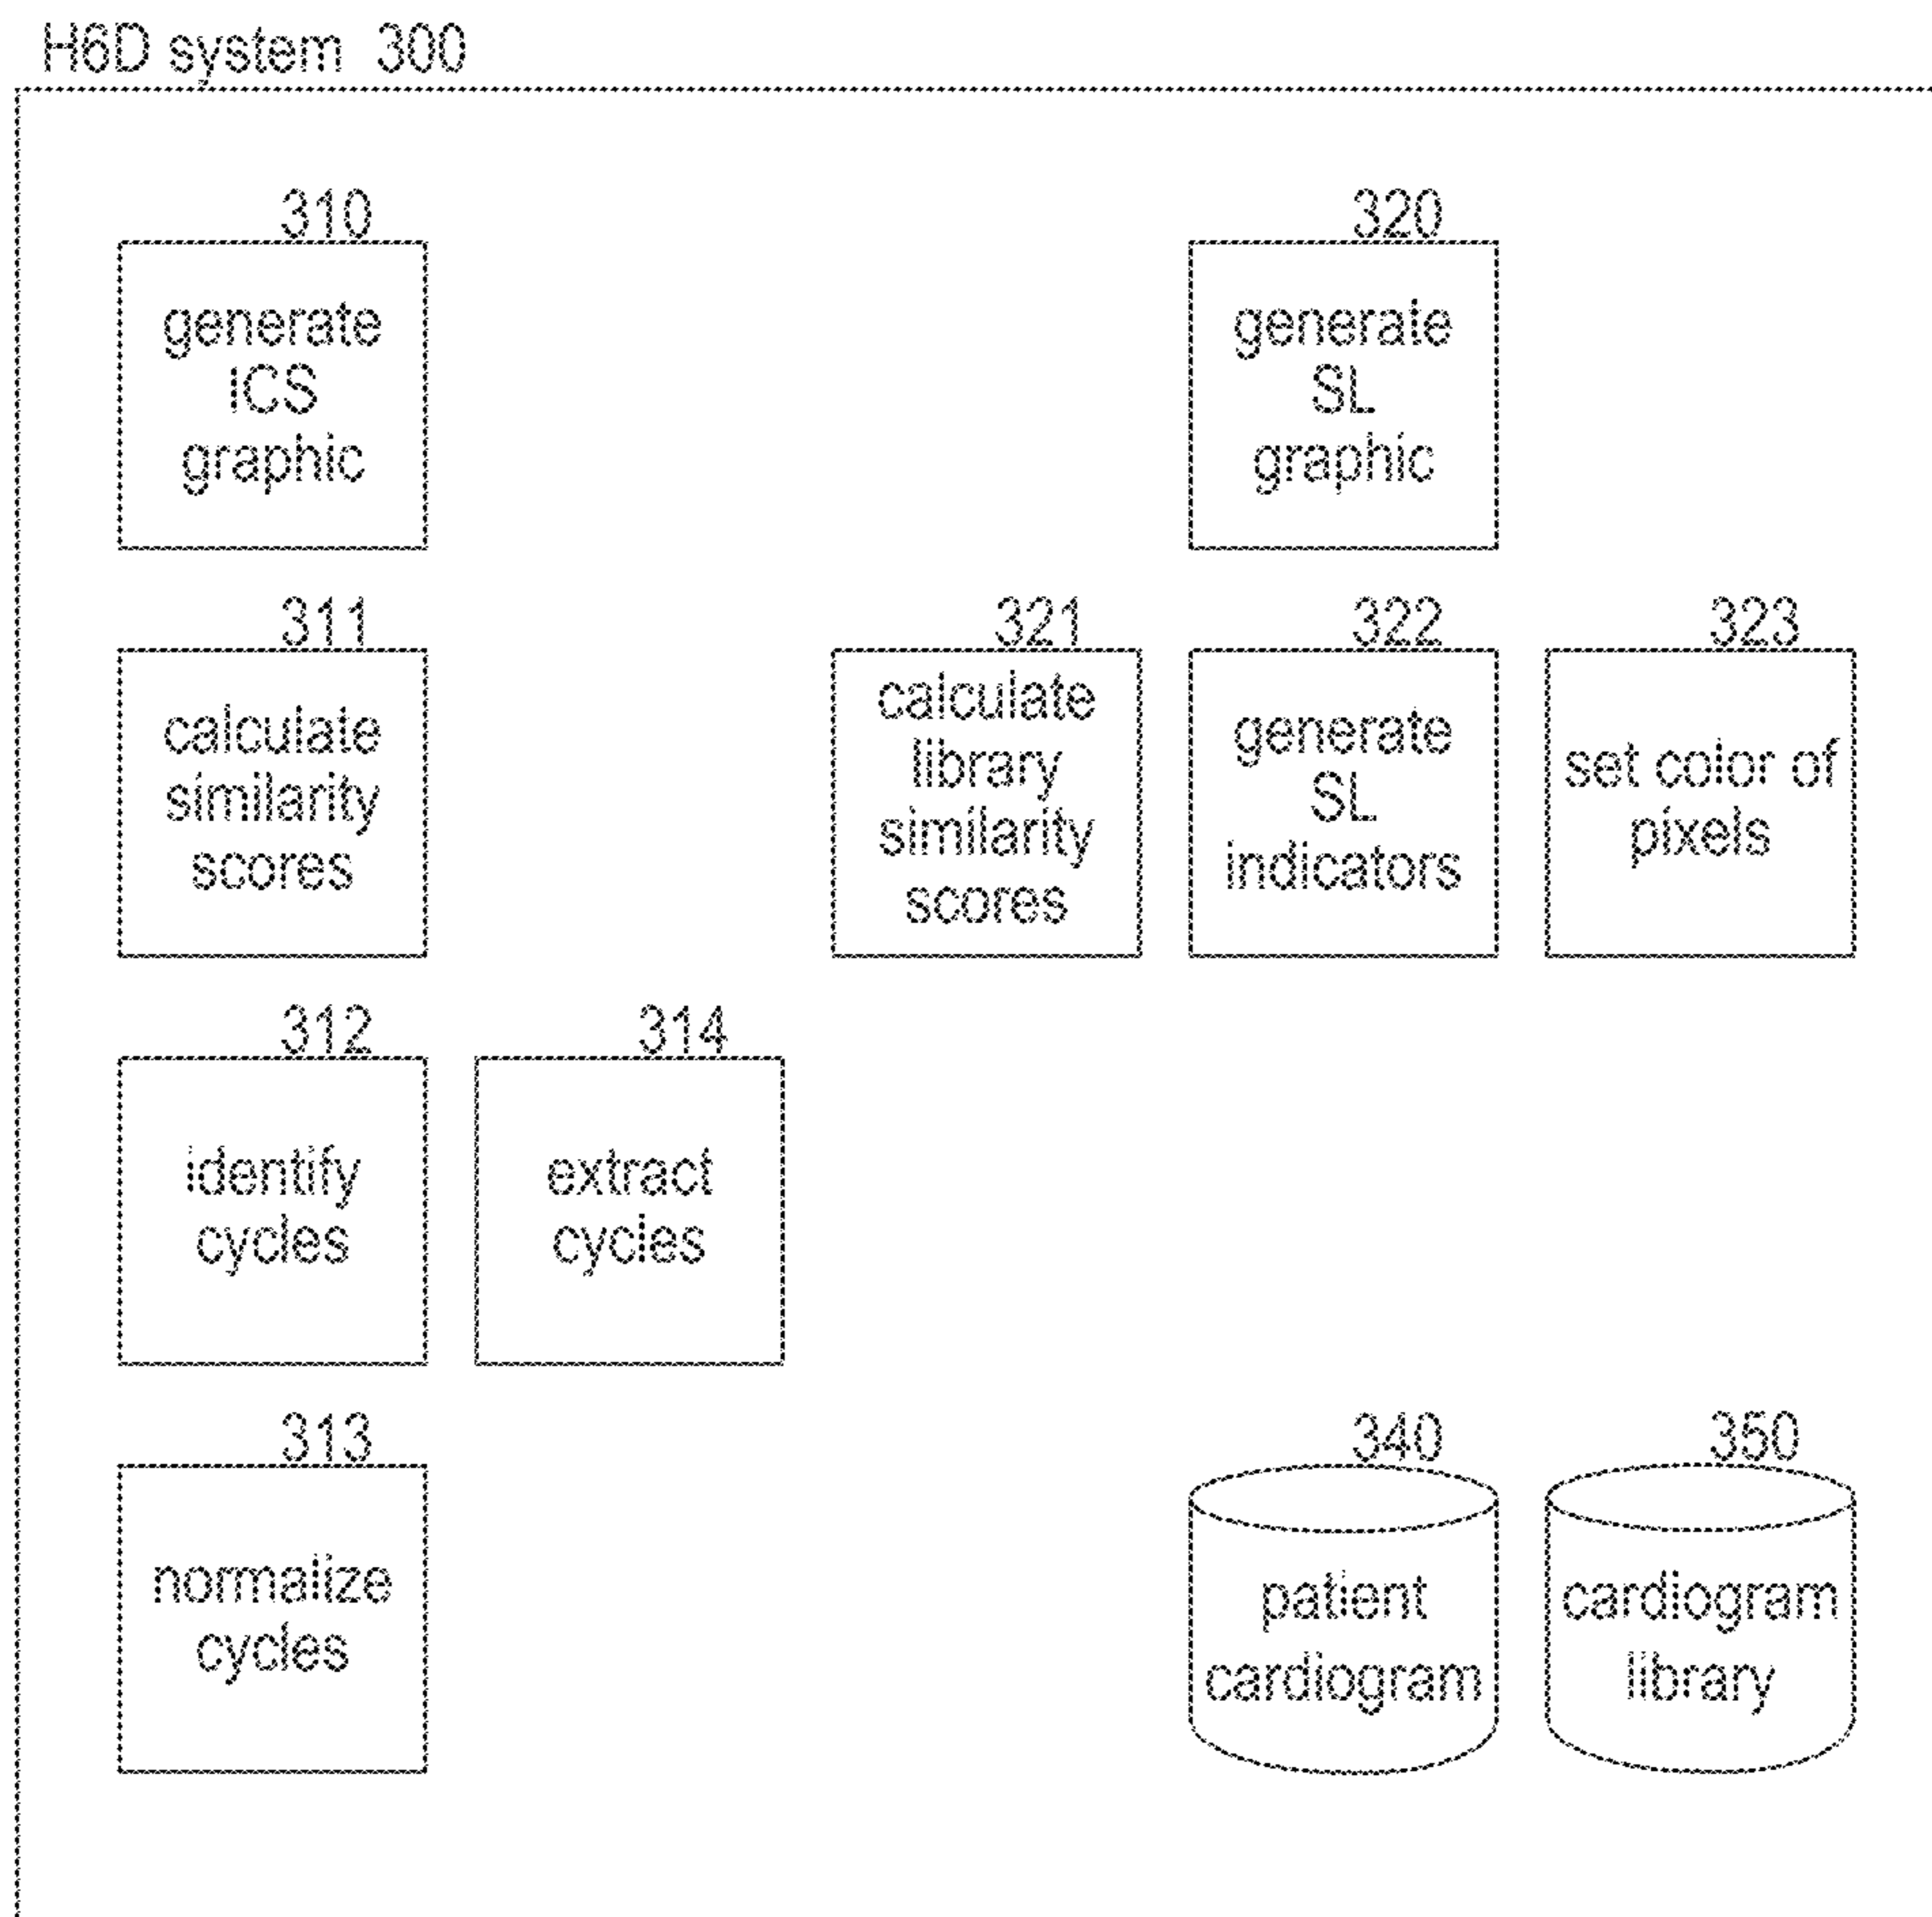 H6D system 300
310
generate
ICS
graphic
320
generate
SL
graphic
311
calculate
similarity
scores
321
calculate
library
similarity
scores
322
generate
SL
indicators
323
set color of
pixels
312
identify
cycles
314
extract
cycles
313
normalize
cycles
340
patient
cardiogram
350
cardiogram
library